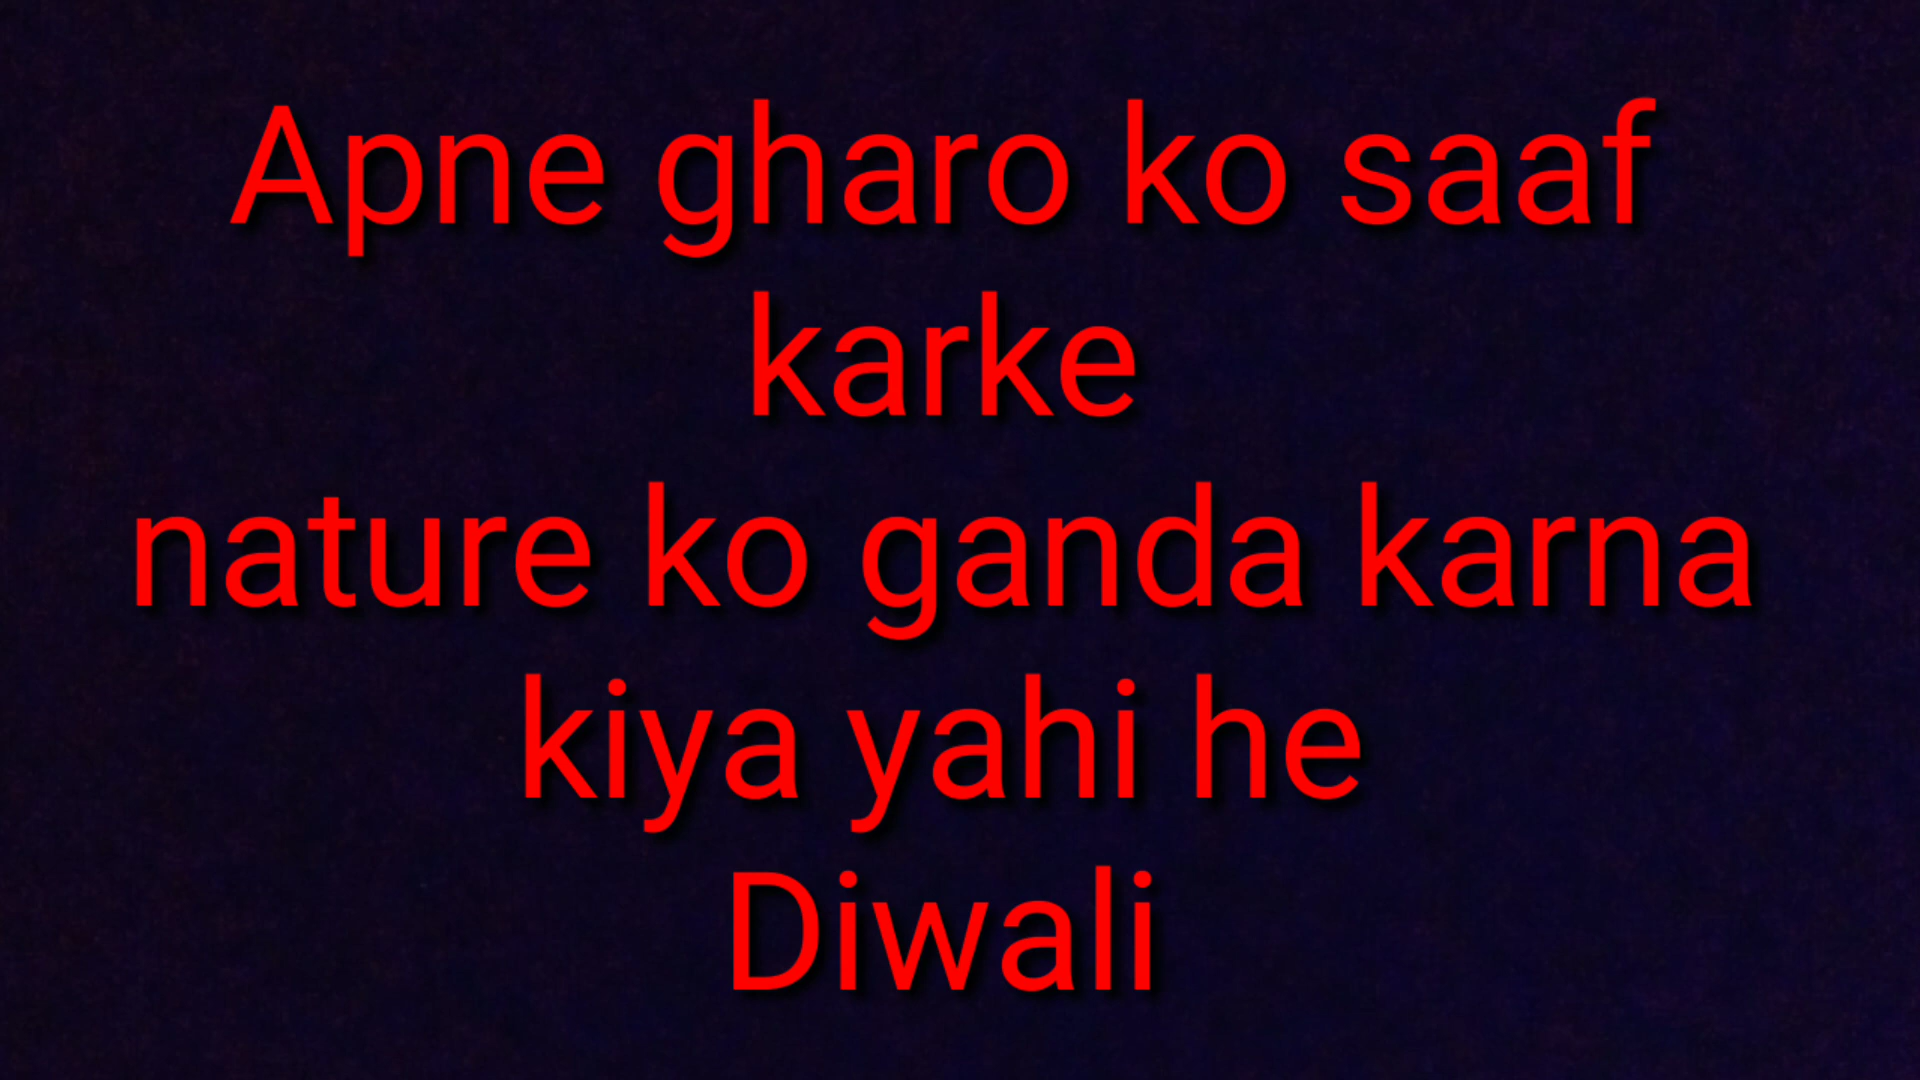 Apne gharo ko saaf
karke
nature ko ganda karna
kiya yahi he
Diwali